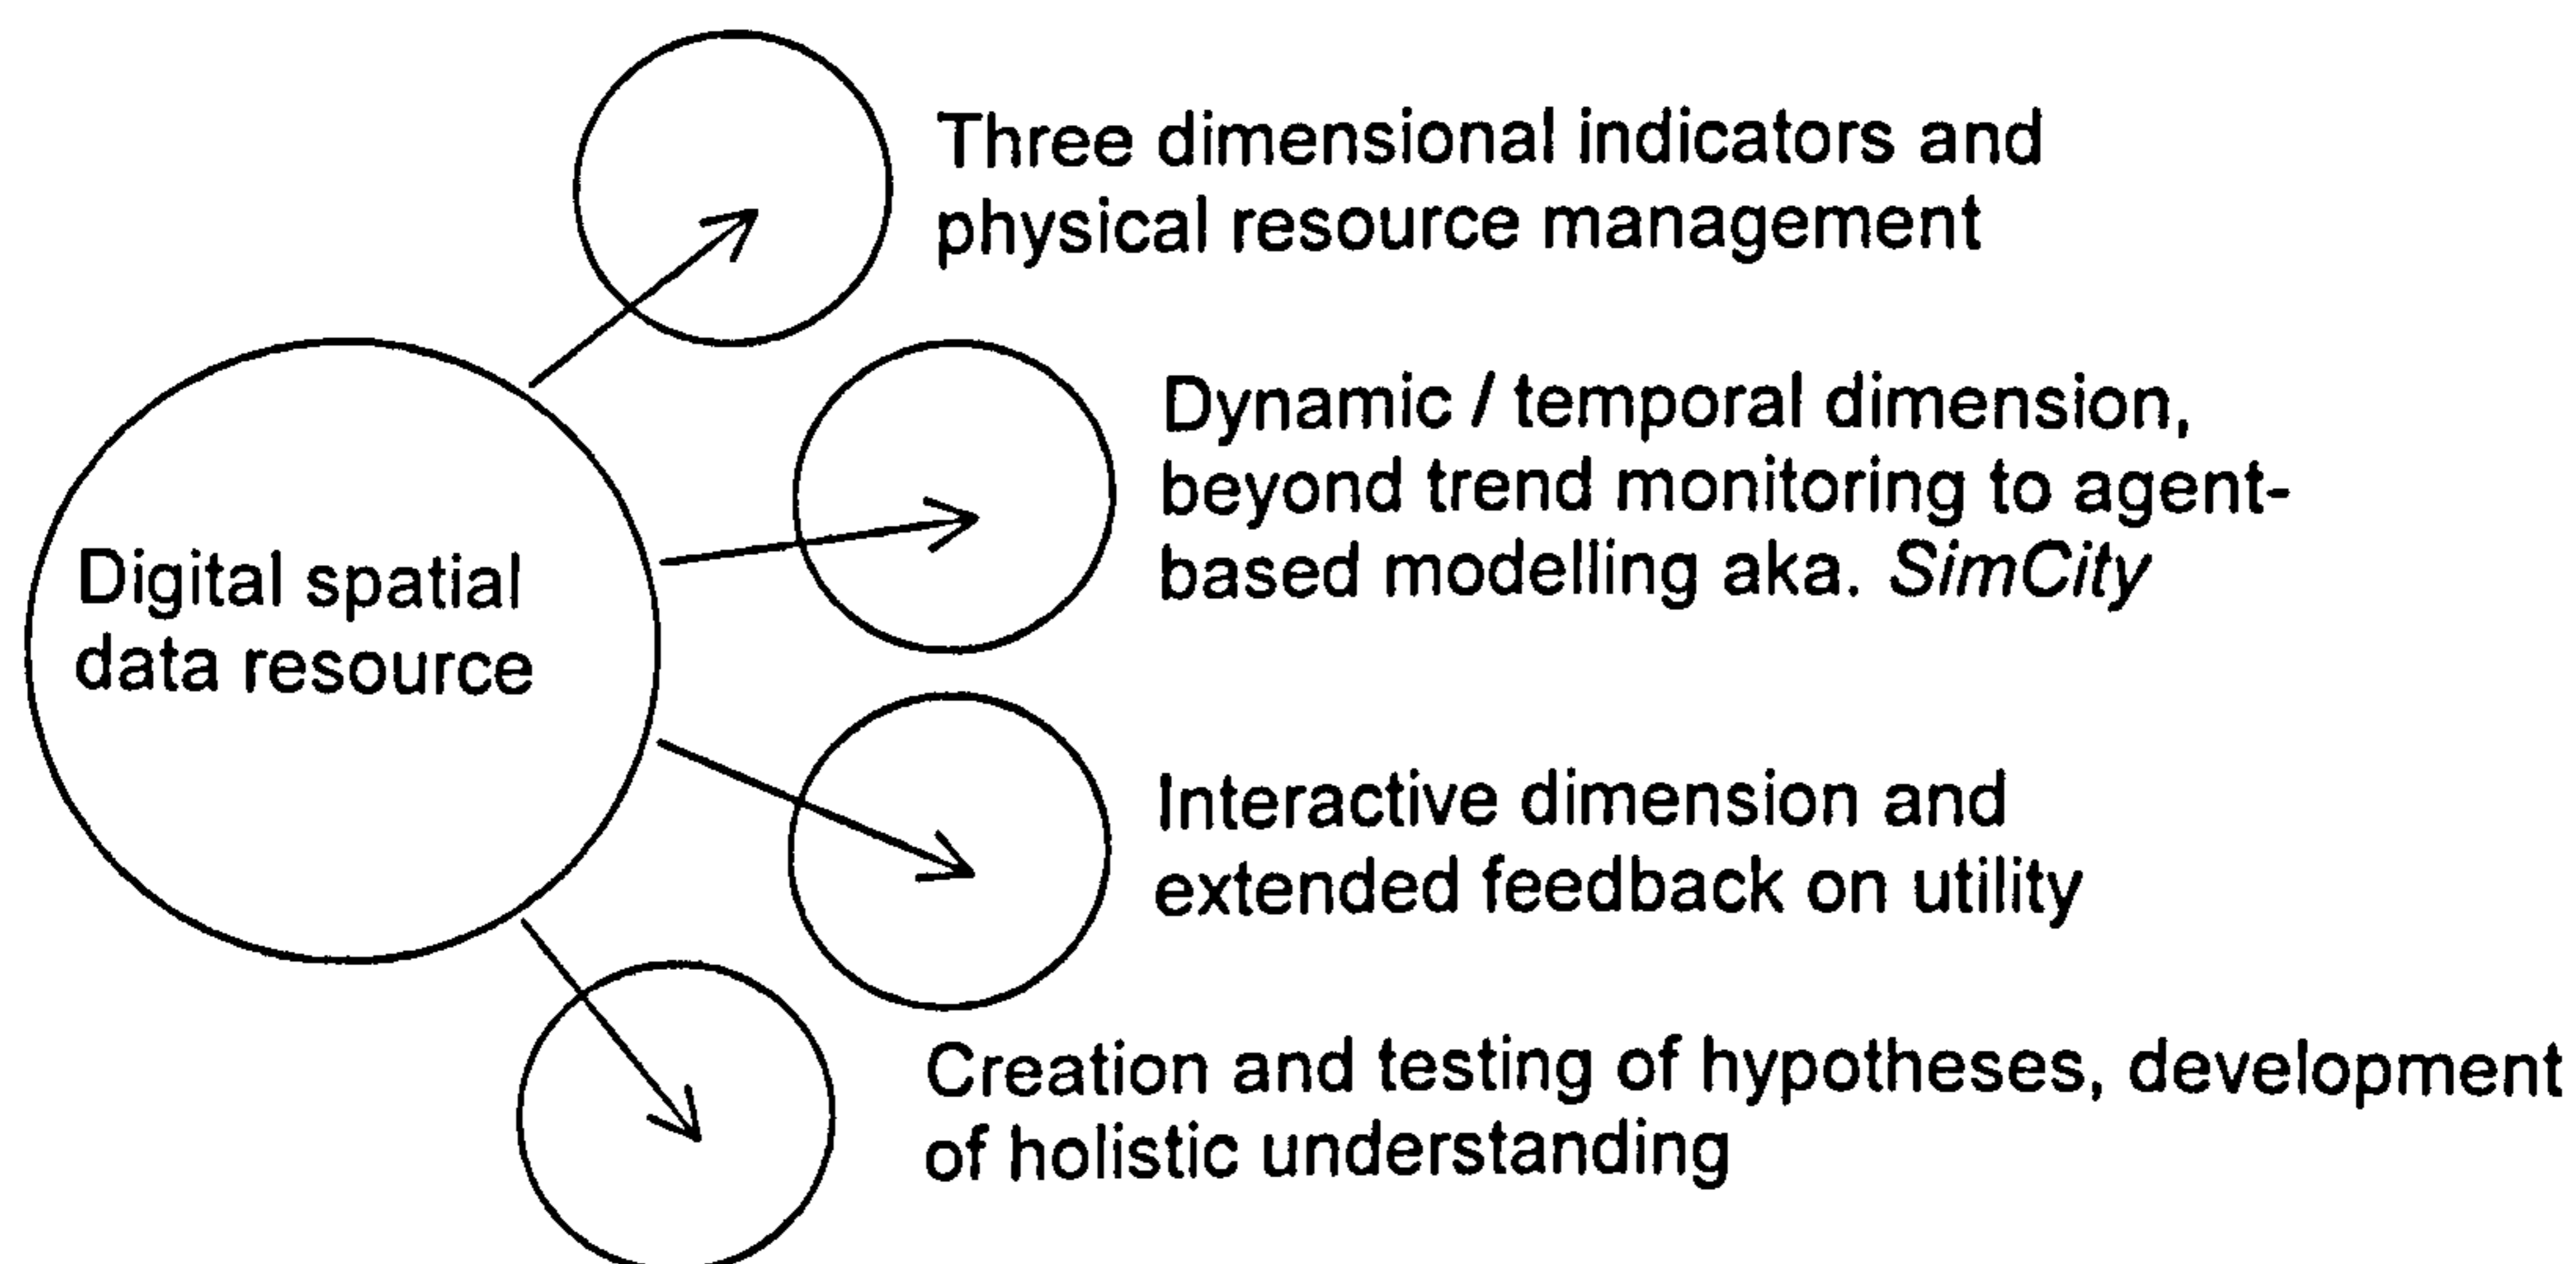 Three dimensional indicators and
physical resource management
Dynamic / temporal dimension,
beyond trend monitoring to agent-
based modelling aka. SimCity
Digital spatial
data resource
Interactive dimension and
extended feedback on utility
Creation and testing of hypotheses, development
of holistic understanding